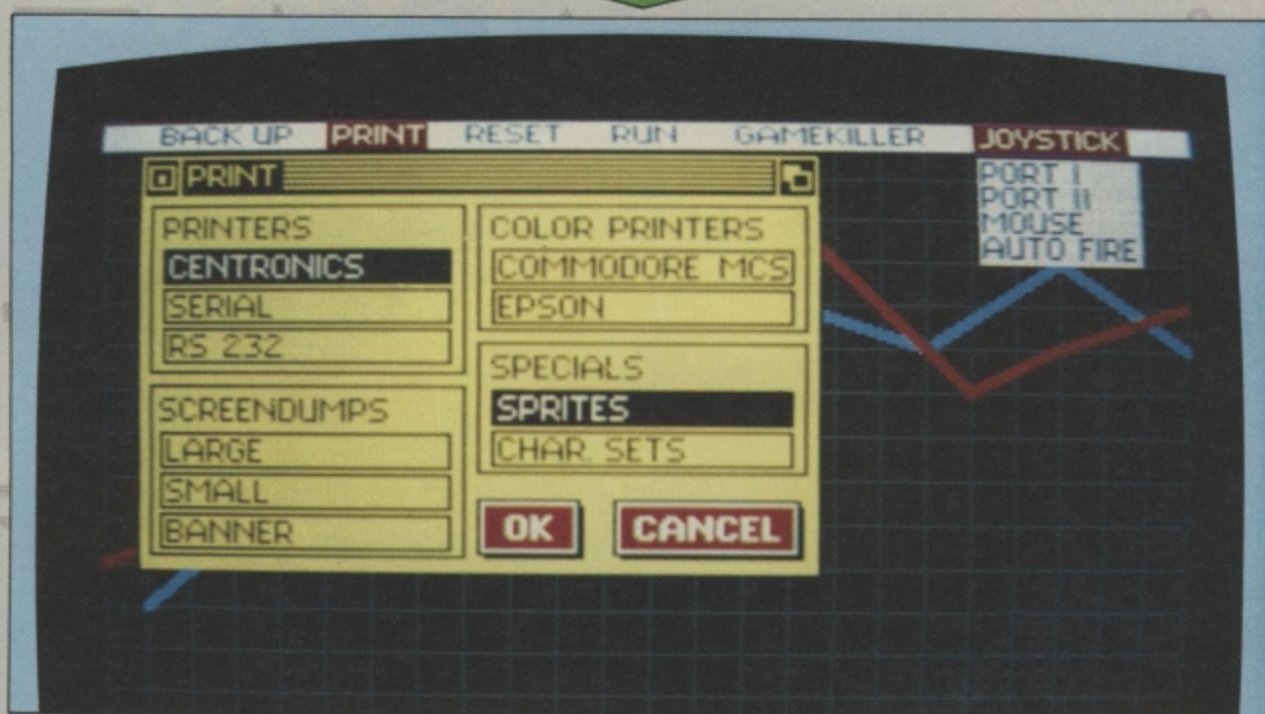 BACK UP PRINT RESET RUN GAMEKILLER JOYSTICK
PRINT
PRINTERS
CENTRONICS
SERIAL
RS 232
SCREENDUMPS
LARGE
SMALL
BANNER
COLOR PRINTERS
COMMODORE MCS
EPSON
SPECIALS
SPRITES
CHAR. SETS
OK CANCEL
PORT I
PORT II
MOUSE
AUTO FIRE